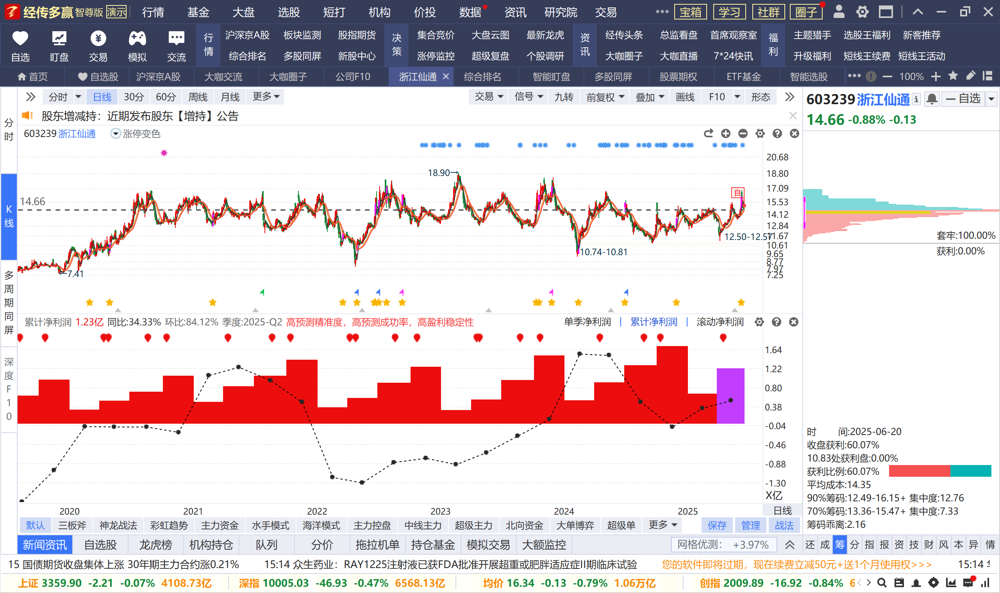 经传多赢 智尊版 演示 行情 基金 大盘 选股 短打 机构 价投 数据 资讯 研究院 交易 宝箱 学习 社群 圈子
自选 盯盘 交易 模拟 交流
行情 沪深京A股 板块监测 股指期货 决策 集合竞价 大盘云图 最新龙虎 资讯 经传头条 总监看盘 首席观察室 福利 主题猎手 选股王福利 新客推荐
综合排名 多股同屏 新股中心 涨停监控 超级复盘 个股调研 大咖圈子 大咖直播 7*24快讯 升级福利 短线王续费 短线王活动
首页 自选股 沪深京A股 大咖交流 大咖圈子 公司F10 浙江仙通 综合排名 智能盯盘 多股同屏 股票期权 ETF基金 智能选股 100%
分时 日线 30分 60分 周线 月线 更多 交易 信号 九转 前复权 叠加 画线 F10 形态
股东增减持：近期发布股东【增持】公告
603239浙江仙通 涨停变色
分时
K线
多周期同屏
深度F10
18.90→
14.66
自
12.50-12.57
10.74-10.81
←7.41
20.68
18.80
17.09
15.53
14.12
12.84
11.67
10.61
9.65
8.77
7.97
7.25
累计净利润 1.23亿 同比:34.33% 环比:84.12% 季度:2025-Q2 高预测精准度，高预测成功率，高盈利稳定性 单季净利润 | 累计净利润 | 滚动净利润
1.64
1.22
0.80
0.38
-0.04
-0.46
-0.88
-1.30
X亿
2020 2021 2022 2023 2024 2025 日线
默认 三板斧 神龙战法 彩虹趋势 主力资金 水手模式 海洋模式 主力控盘 中线主力 超级主力 北向资金 大单博弈 超级单 更多 保存 管理 战法
新闻资讯 自选股 龙虎榜 机构持仓 队列 分价 拖拉机单 持仓基金 模拟交易 大额监控 网格优测： +3.97%
603239浙江仙通 自选
14.66 -0.88% -0.13
套牢:100.00%
获利:0.00%
时 间:2025-06-20
收盘获利:60.07%
10.83处获利盘:0.00%
获利比例:60.07%
平均成本:14.35
90%筹码:12.49-16.15+ 集中度:12.76
70%筹码:13.36-15.47+ 集中度:7.33
筹码乖离:2.16
还 成 筹 分 指 报 资 技 财 风 本 异 情
15 国债期货收盘集体上涨 30年期主力合约涨0.21% 15:14 众生药业：RAY1225注射液已获FDA批准开展超重或肥胖适应症II期临床试验 您的软件即将过期，现在续费立减50元+送1个月使用权>>> 15:14
上证 3359.90 -2.21 -0.07% 4108.73亿 深指 10005.03 -46.93 -0.47% 6568.13亿 均价 16.34 -0.13 -0.79% 1.06万亿 创指 2009.89 -16.92 -0.84% 6